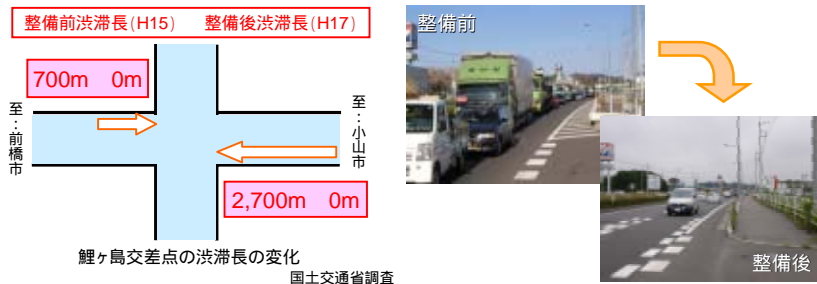 整備前渋滞長(H15)　整備後渋滞長(H17)
700m　0m
至：前橋市
至：小山市
2,700m　0m
鯉ヶ島交差点の渋滞長の変化
国土交通省調査
整備前
整備後